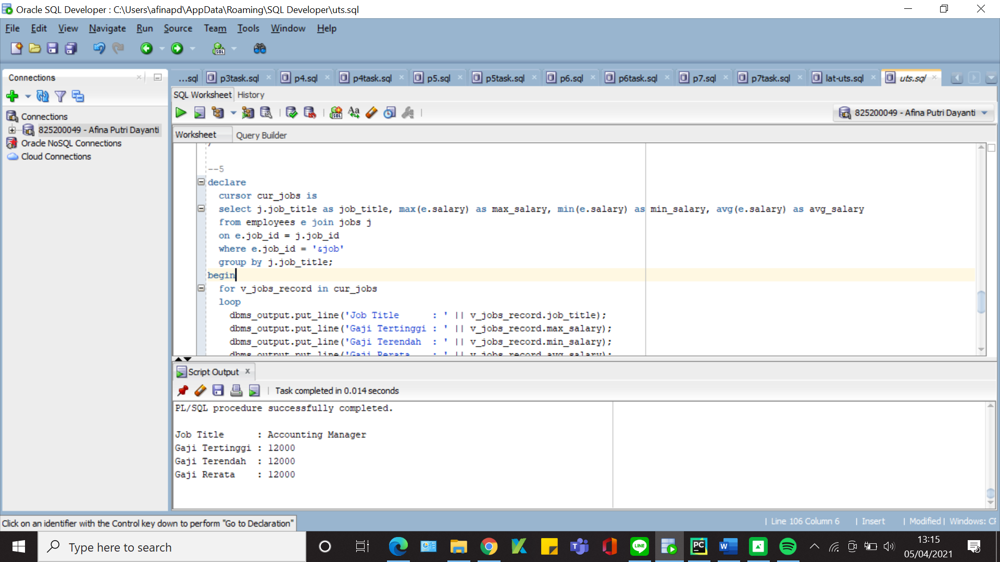 Oracle SQL Developer : C:\Users\afinapd\AppData\Roaming\SQL Developer\uts.sql
File Edit View Navigate Run Source Team Tools Window Help
Connections
...sql p3task.sql p4.sql p4task.sql p5.sql p5task.sql p6.sql p6task.sql p7.sql p7task.sql lat-uts.sql uts.sql
SQL Worksheet History
Connections
825200049 - Afina Putri Dayanti
Oracle NoSQL Connections
Cloud Connections
825200049 - Afina Putri Dayanti
Worksheet Query Builder
--5
declare
cursor cur_jobs is
select j.job_title as job_title, max(e.salary) as max_salary, min(e.salary) as min_salary, avg(e.salary) as avg_salary
from employees e join jobs j
on e.job_id = j.job_id
where e.job_id = '&job'
group by j.job_title;
begin
for v_jobs_record in cur_jobs
loop
dbms_output.put_line('Job Title      : ' || v_jobs_record.job_title);
dbms_output.put_line('Gaji Tertinggi : ' || v_jobs_record.max_salary);
dbms_output.put_line('Gaji Terendah  : ' || v_jobs_record.min_salary);
dbms_output.put_line('Gaji Rerata    : ' || v_jobs_record.avg_salary);
Script Output
Task completed in 0.014 seconds
PL/SQL procedure successfully completed.
Job Title      : Accounting Manager
Gaji Tertinggi : 12000
Gaji Terendah  : 12000
Gaji Rerata    : 12000
Click on an identifier with the Control key down to perform "Go to Declaration"
| Line 106 Column 6 | Insert | Modified | Windows: CF
Type here to search
13:15
05/04/2021